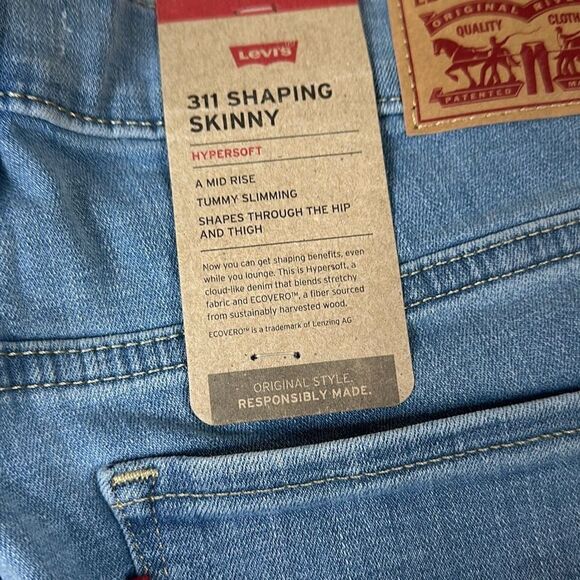 Levi's
311 SHAPING
SKINNY
HYPERSOFT
A MID RISE
TUMMY SLIMMING
SHAPES THROUGH THE HIP
AND THIGH
Now you can get shaping benefits, even
while you lounge. This is Hypersoft, a
cloud-like denim that blends stretchy
fabric and ECOVERO™, a fiber sourced
from sustainably harvested wood.
ECOVERO™ is a trademark of Lenzing AG
ORIGINAL STYLE.
RESPONSIBLY MADE.
ORIGINAL
QUALITY
PATENTED